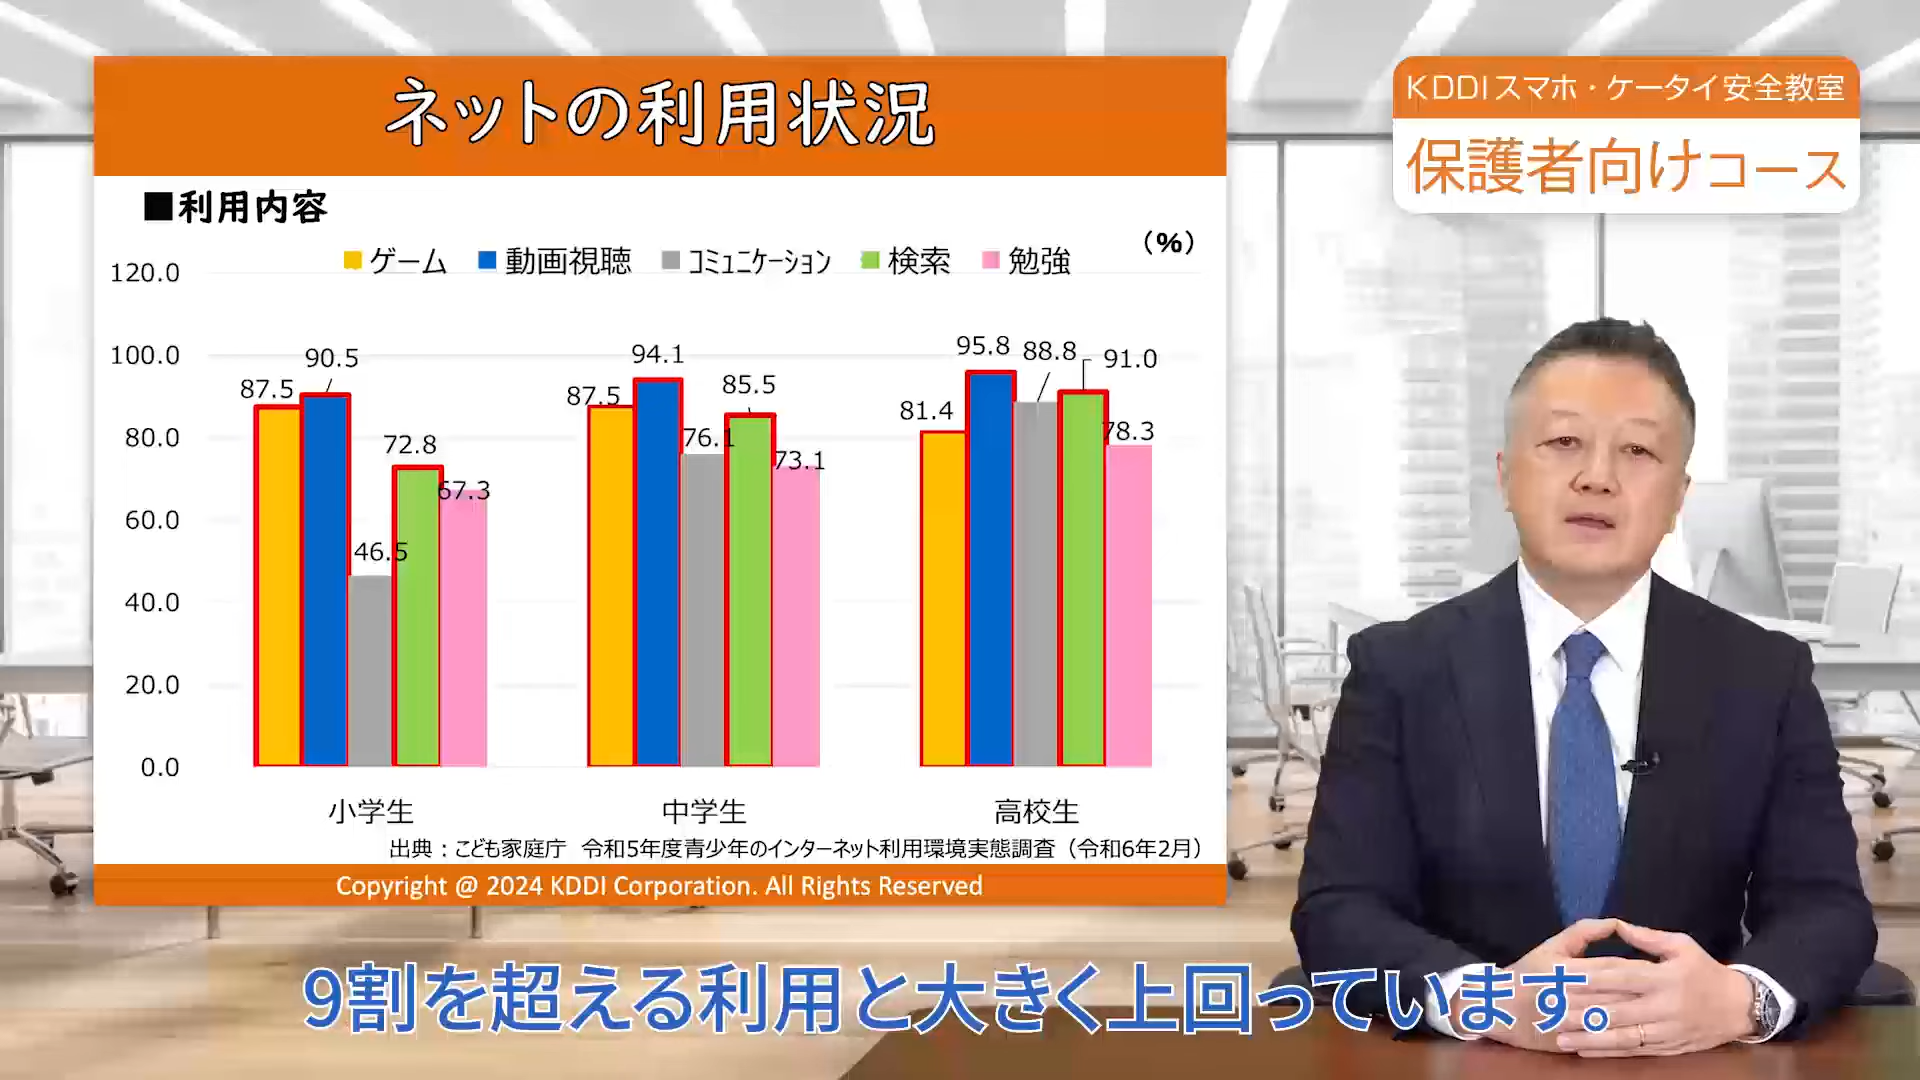 ネットの利用状況
KDDIスマホ・ケータイ安全教室
保護者向けコース
■利用内容
（%）
ゲーム 動画視聴 コミュニケーション 検索 勉強
120.0
100.0
80.0
60.0
40.0
20.0
0.0
87.5 90.5 46.5 72.8 67.3
87.5 94.1 76.1 85.5 73.1
81.4 95.8 88.8 91.0 78.3
小学生 中学生 高校生
出典：こども家庭庁 令和5年度青少年のインターネット利用環境実態調査（令和6年2月）
Copyright @ 2024 KDDI Corporation. All Rights Reserved
9割を超える利用と大きく上回っています。